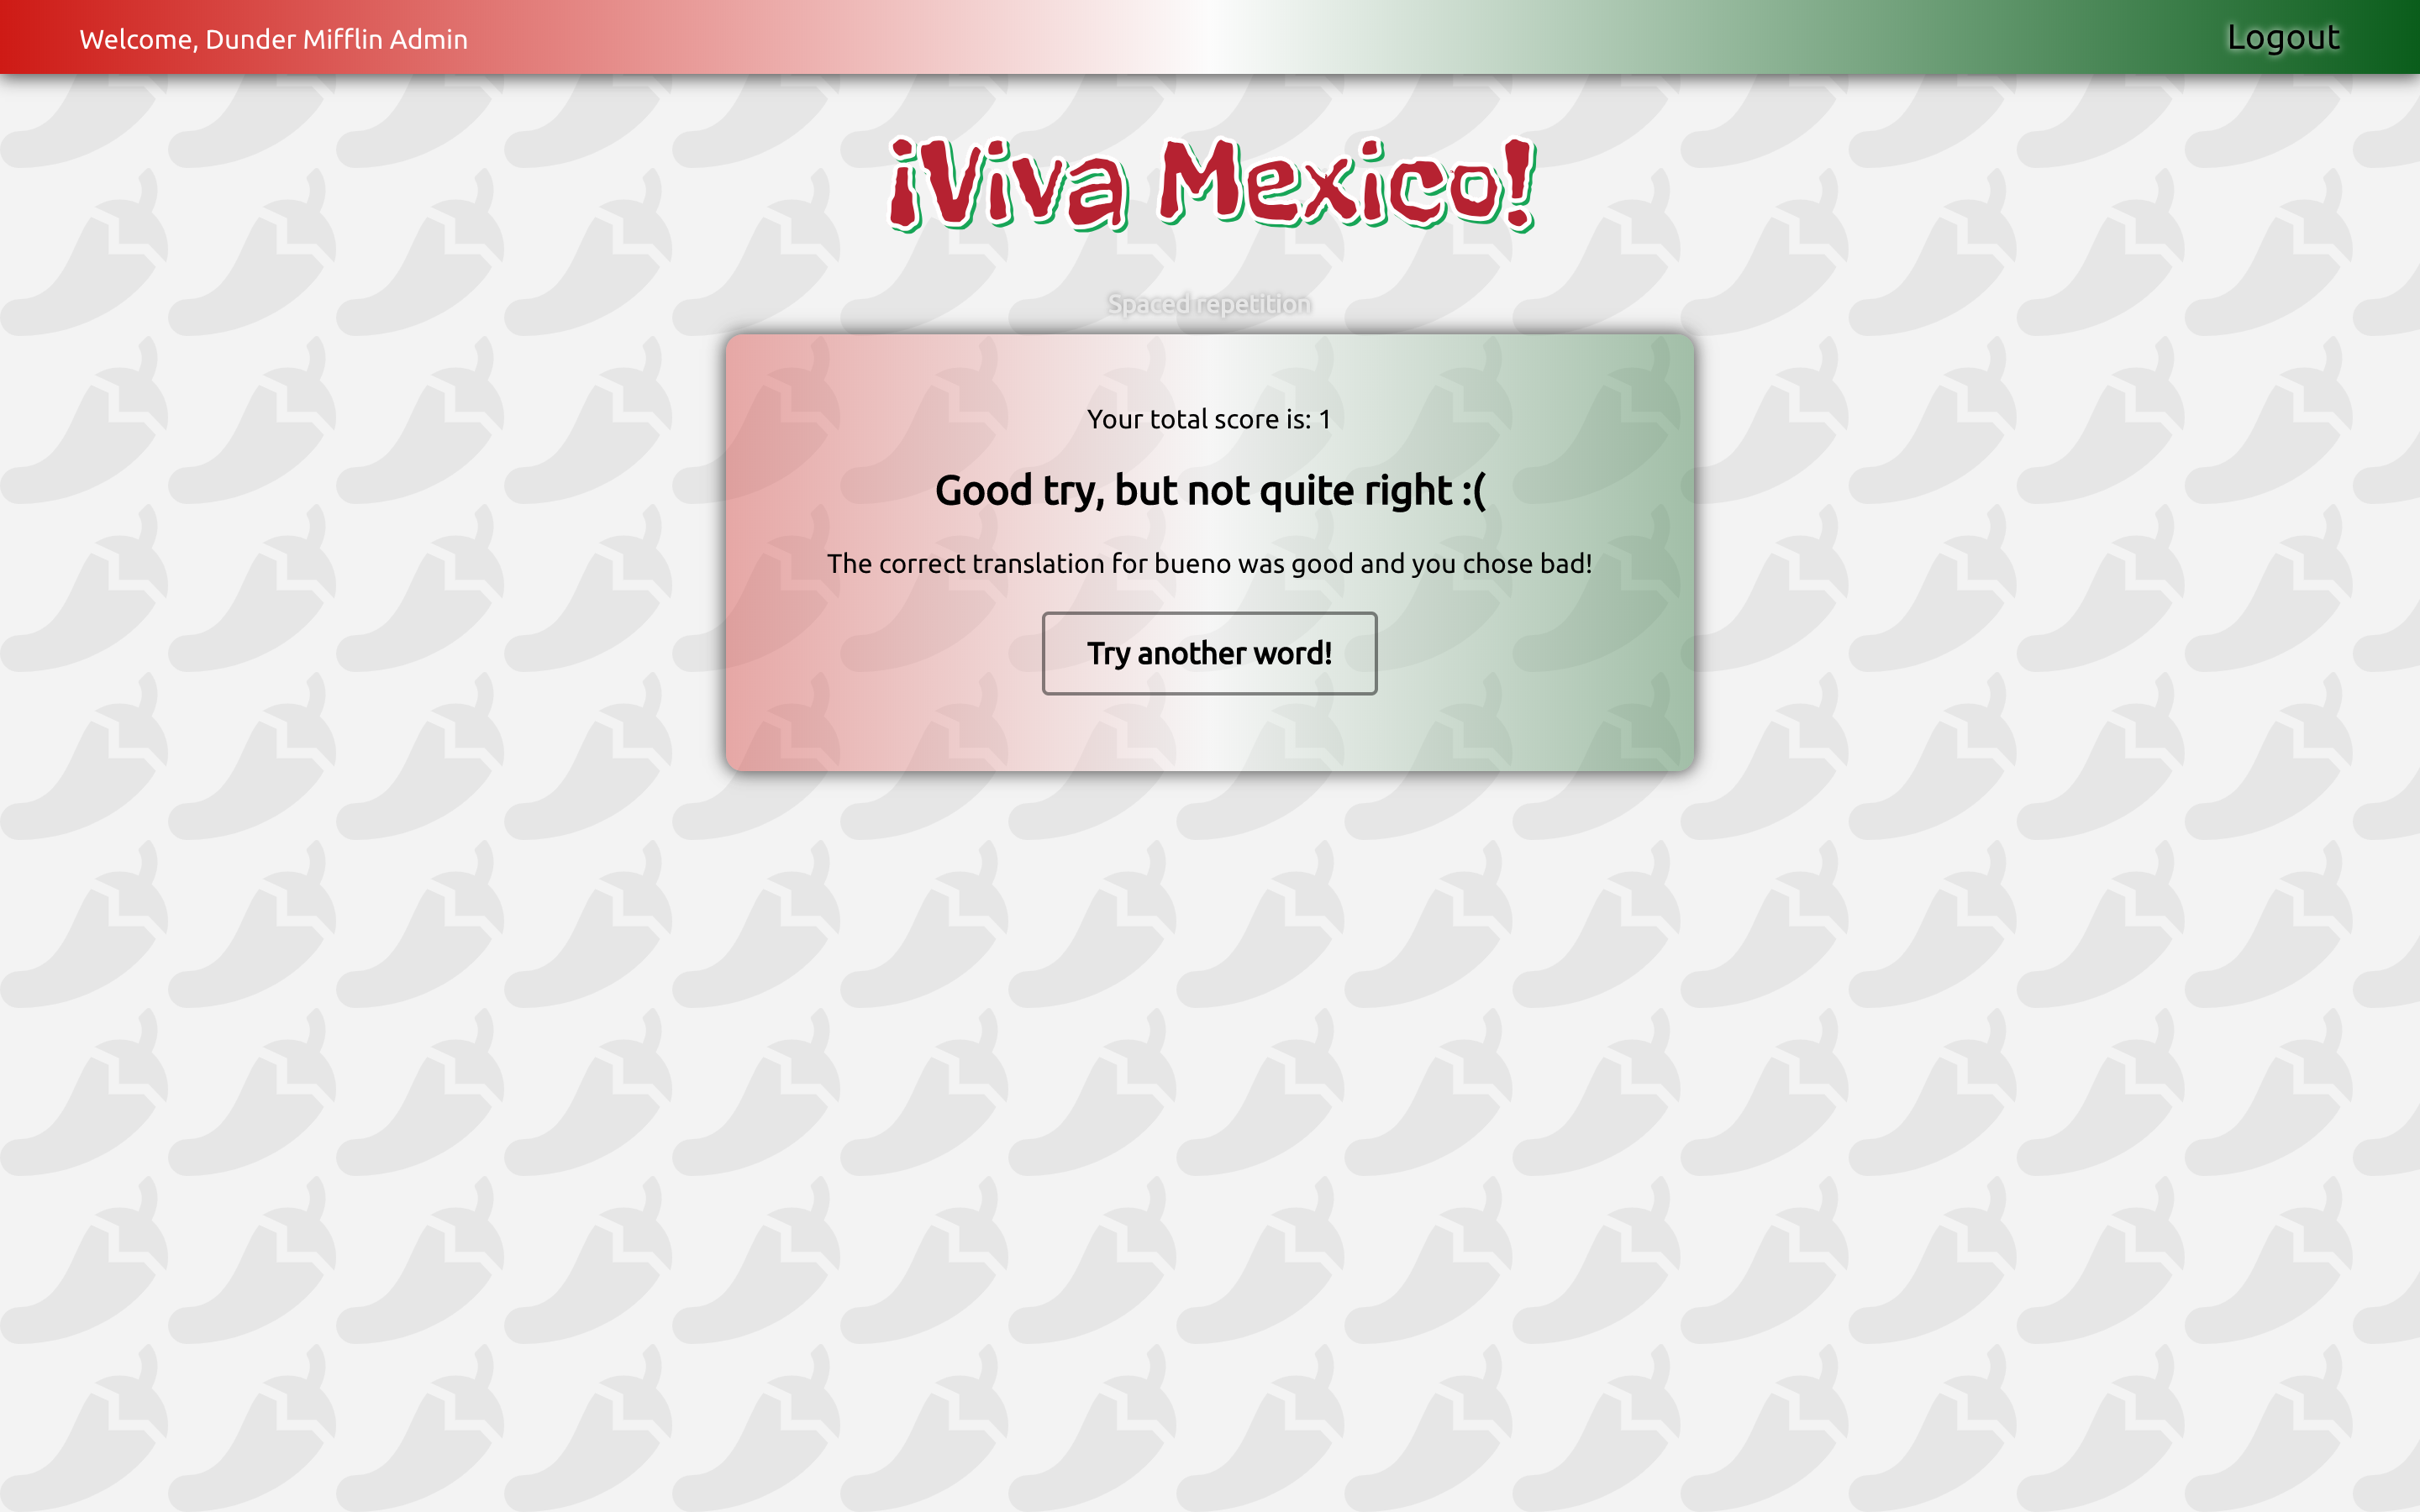 Welcome, Dunder Mifflin Admin
Logout
¡Viva Mexico!
Spaced repetition
Your total score is: 1
Good try, but not quite right :(
The correct translation for bueno was good and you chose bad!
Try another word!